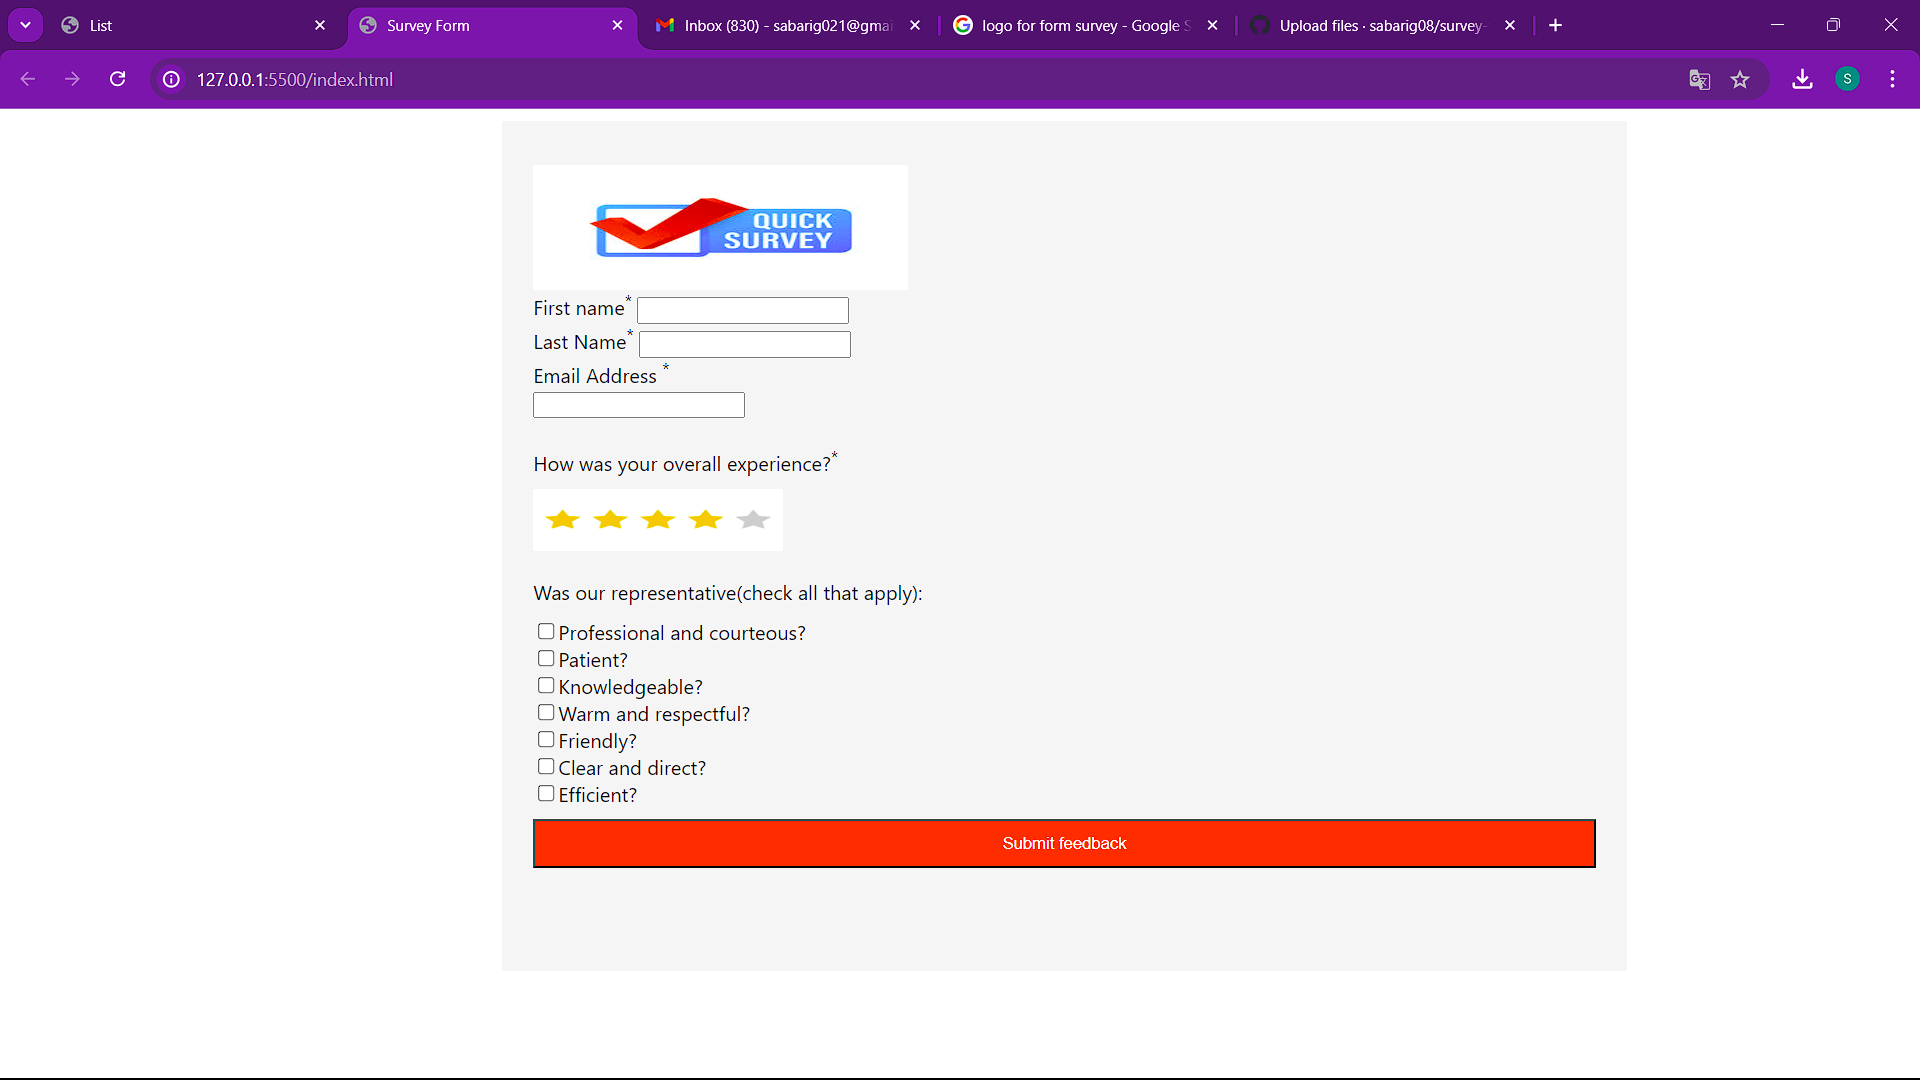 List
Survey Form
Inbox (830) - sabarig021@gmai
logo for form survey - Google S
Upload files · sabarig08/survey-
127.0.0.1:5500/index.html
S
QUICK
SURVEY
First name*
Last Name*
Email Address *
How was your overall experience?*
Was our representative(check all that apply):
Professional and courteous?
Patient?
Knowledgeable?
Warm and respectful?
Friendly?
Clear and direct?
Efficient?
Submit feedback